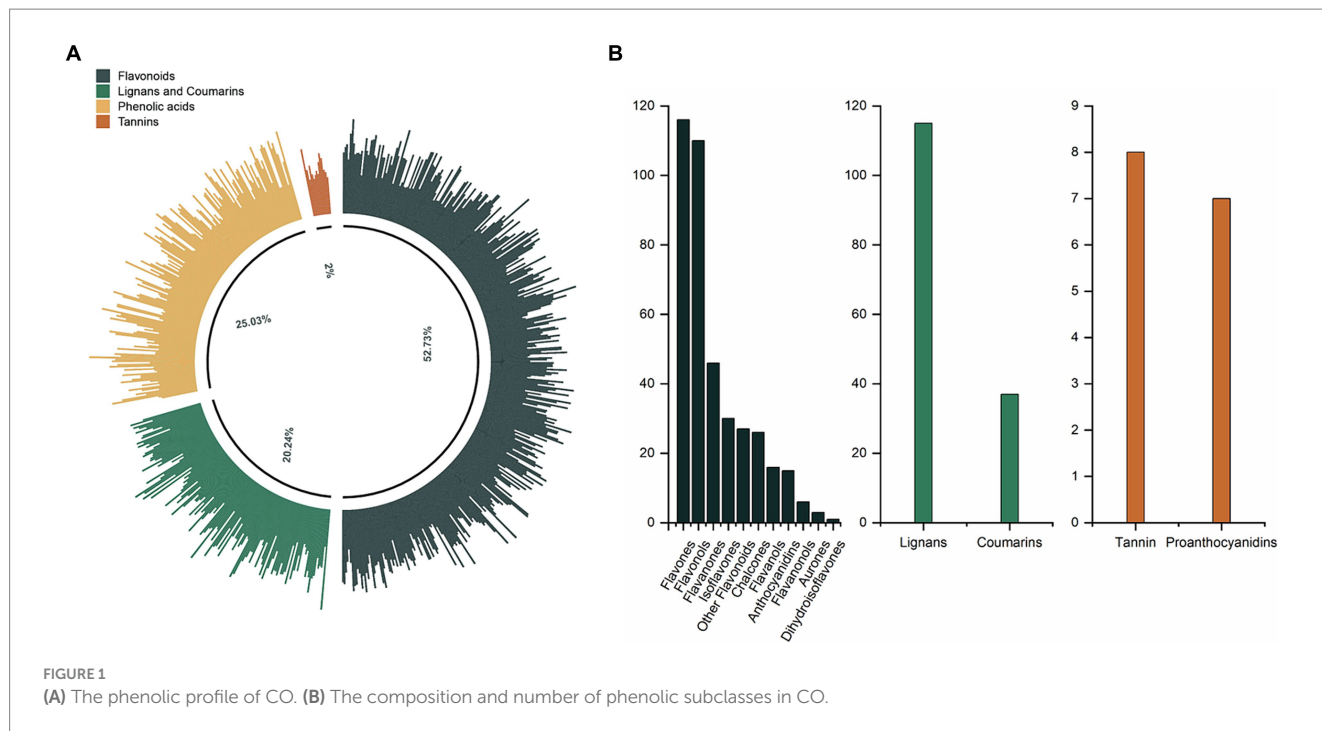 A
Flavonoids
Lignans and Coumarins
Phenolic acids
Tannins
2%
25.03%
52.73%
20.24%
B
120
100
80
60
40
20
0
Flavones
Flavonols
Flavanones
Isoflavones
Other Flavonoids
Chalcones
Flavanols
Anthocyanidins
Flavanonols
Aurones
Dihydroisoflavones
120
100
80
60
40
20
0
Lignans
Coumarins
9
8
7
6
5
4
3
2
1
0
Tannin
Proanthocyanidins
FIGURE 1
(A) The phenolic profile of CO. (B) The composition and number of phenolic subclasses in CO.